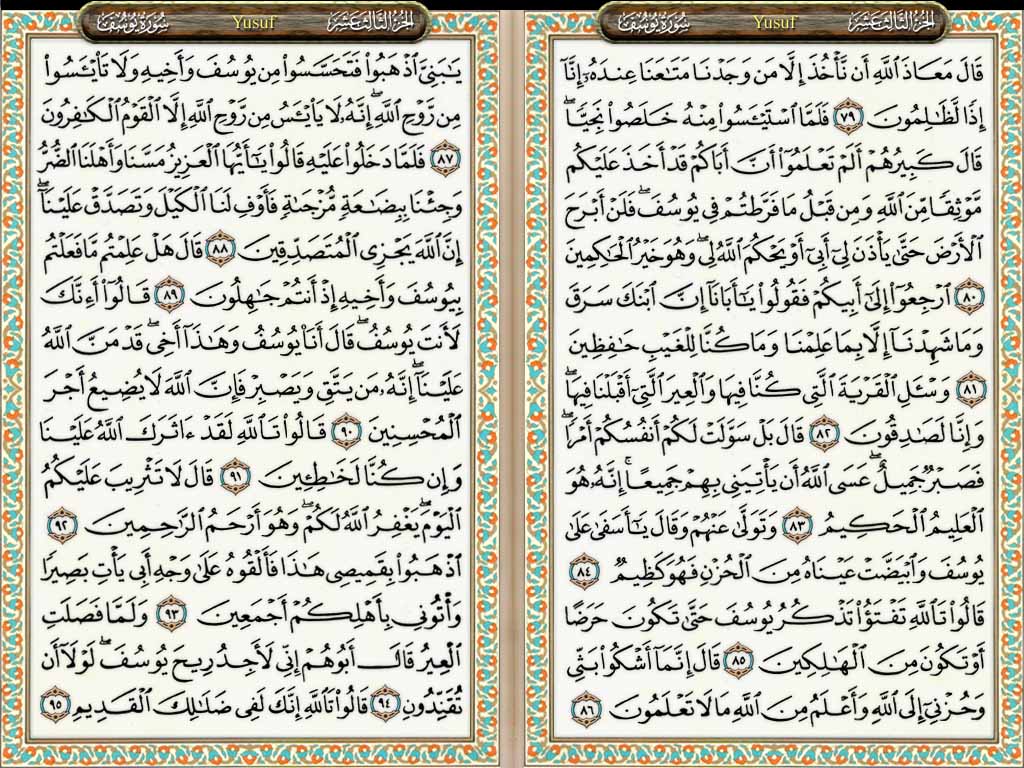 الجزء الثالث عشر Yusuf سورة يوسف
قَالَ مَعَاذَ ٱللَّهِ أَن نَّأْخُذَ إِلَّا مَن وَجَدْنَا مَتَٰعَنَا عِندَهُۥٓ إِنَّآ
إِذًا لَّظَٰلِمُونَ ٧٩ فَلَمَّا ٱسْتَيْـَٔسُوا۟ مِنْهُ خَلَصُوا۟ نَجِيًّا ۖ
قَالَ كَبِيرُهُمْ أَلَمْ تَعْلَمُوٓا۟ أَنَّ أَبَاكُمْ قَدْ أَخَذَ عَلَيْكُم
مَّوْثِقًا مِّنَ ٱللَّهِ وَمِن قَبْلُ مَا فَرَّطتُمْ فِى يُوسُفَ ۖ فَلَنْ أَبْرَحَ
ٱلْأَرْضَ حَتَّىٰ يَأْذَنَ لِىٓ أَبِىٓ أَوْ يَحْكُمَ ٱللَّهُ لِى ۖ وَهُوَ خَيْرُ ٱلْحَٰكِمِينَ
٨٠ ٱرْجِعُوٓا۟ إِلَىٰٓ أَبِيكُمْ فَقُولُوا۟ يَٰٓأَبَانَآ إِنَّ ٱبْنَكَ سَرَقَ
وَمَا شَهِدْنَآ إِلَّا بِمَا عَلِمْنَا وَمَا كُنَّا لِلْغَيْبِ حَٰفِظِينَ
٨١ وَسْـَٔلِ ٱلْقَرْيَةَ ٱلَّتِى كُنَّا فِيهَا وَٱلْعِيرَ ٱلَّتِىٓ أَقْبَلْنَا فِيهَا ۖ
وَإِنَّا لَصَٰدِقُونَ ٨٢ قَالَ بَلْ سَوَّلَتْ لَكُمْ أَنفُسُكُمْ أَمْرًا ۖ
فَصَبْرٌ جَمِيلٌ ۖ عَسَى ٱللَّهُ أَن يَأْتِيَنِى بِهِمْ جَمِيعًا ۚ إِنَّهُۥ هُوَ
ٱلْعَلِيمُ ٱلْحَكِيمُ ٨٣ وَتَوَلَّىٰ عَنْهُمْ وَقَالَ يَٰٓأَسَفَىٰ عَلَىٰ
يُوسُفَ وَٱبْيَضَّتْ عَيْنَاهُ مِنَ ٱلْحُزْنِ فَهُوَ كَظِيمٌ ٨٤
قَالُوا۟ تَٱللَّهِ تَفْتَؤُا۟ تَذْكُرُ يُوسُفَ حَتَّىٰ تَكُونَ حَرَضًا
أَوْ تَكُونَ مِنَ ٱلْهَٰلِكِينَ ٨٥ قَالَ إِنَّمَآ أَشْكُوا۟ بَثِّى
وَحُزْنِىٓ إِلَى ٱللَّهِ وَأَعْلَمُ مِنَ ٱللَّهِ مَا لَا تَعْلَمُونَ ٨٦
الجزء الثالث عشر Yusuf سورة يوسف
يَٰبَنِىَّ ٱذْهَبُوا۟ فَتَحَسَّسُوا۟ مِن يُوسُفَ وَأَخِيهِ وَلَا تَا۟يْـَٔسُوا۟
مِن رَّوْحِ ٱللَّهِ ۖ إِنَّهُۥ لَا يَا۟يْـَٔسُ مِن رَّوْحِ ٱللَّهِ إِلَّا ٱلْقَوْمُ ٱلْكَٰفِرُونَ
٨٧ فَلَمَّا دَخَلُوا۟ عَلَيْهِ قَالُوا۟ يَٰٓأَيُّهَا ٱلْعَزِيزُ مَسَّنَا وَأَهْلَنَا ٱلضُّرُّ
وَجِئْنَا بِبِضَٰعَةٍ مُّزْجَىٰةٍ فَأَوْفِ لَنَا ٱلْكَيْلَ وَتَصَدَّقْ عَلَيْنَآ ۖ
إِنَّ ٱللَّهَ يَجْزِى ٱلْمُتَصَدِّقِينَ ٨٨ قَالَ هَلْ عَلِمْتُم مَّا فَعَلْتُم
بِيُوسُفَ وَأَخِيهِ إِذْ أَنتُمْ جَٰهِلُونَ ٨٩ قَالُوٓا۟ أَءِنَّكَ
لَأَنتَ يُوسُفُ ۖ قَالَ أَنَا۠ يُوسُفُ وَهَٰذَآ أَخِى ۖ قَدْ مَنَّ ٱللَّهُ
عَلَيْنَآ ۖ إِنَّهُۥ مَن يَتَّقِ وَيَصْبِرْ فَإِنَّ ٱللَّهَ لَا يُضِيعُ أَجْرَ
ٱلْمُحْسِنِينَ ٩٠ قَالُوا۟ تَٱللَّهِ لَقَدْ ءَاثَرَكَ ٱللَّهُ عَلَيْنَا
وَإِن كُنَّا لَخَٰطِـِٔينَ ٩١ قَالَ لَا تَثْرِيبَ عَلَيْكُمُ
ٱلْيَوْمَ ۖ يَغْفِرُ ٱللَّهُ لَكُمْ ۖ وَهُوَ أَرْحَمُ ٱلرَّٰحِمِينَ ٩٢
ٱذْهَبُوا۟ بِقَمِيصِى هَٰذَا فَأَلْقُوهُ عَلَىٰ وَجْهِ أَبِى يَأْتِ بَصِيرًا
وَأْتُونِى بِأَهْلِكُمْ أَجْمَعِينَ ٩٣ وَلَمَّا فَصَلَتِ
ٱلْعِيرُ قَالَ أَبُوهُمْ إِنِّى لَأَجِدُ رِيحَ يُوسُفَ ۖ لَوْلَآ أَن
تُفَنِّدُونِ ٩٤ قَالُوا۟ تَٱللَّهِ إِنَّكَ لَفِى ضَلَٰلِكَ ٱلْقَدِيمِ ٩٥